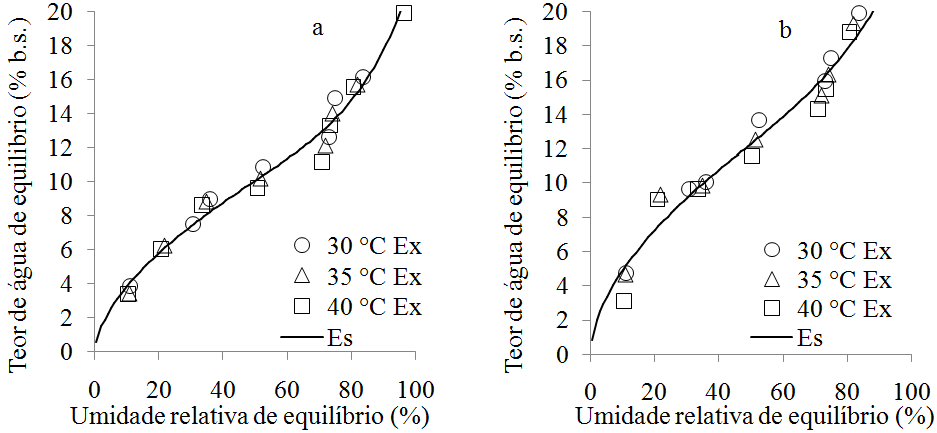 Teor de água de equilíbrio (% b.s.)
20
18
16
14
12
10
8
6
4
2
0
a
30 °C Ex
35 °C Ex
40 °C Ex
Es
0 20 40 60 80 100
Umidade relativa de equilíbrio (%)
Teor de água de equilíbrio (% b.s.)
20
18
16
14
12
10
8
6
4
2
0
b
30 °C Ex
35 °C Ex
40 °C Ex
Es
0 20 40 60 80 100
Umidade relativa de equilíbrio (%)